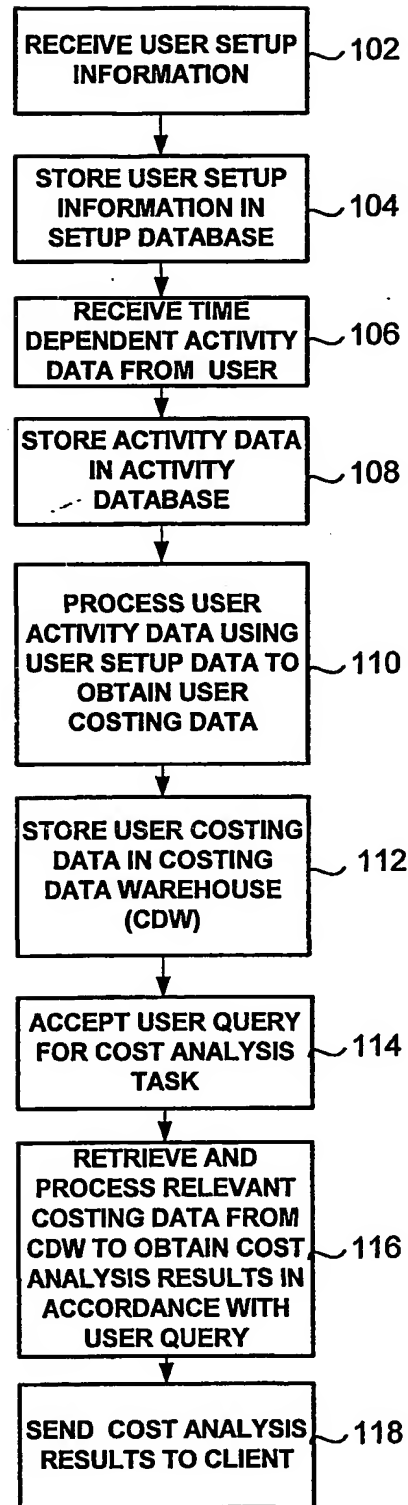 RECEIVE USER SETUP
INFORMATION
102
STORE USER SETUP
INFORMATION IN
SETUP DATABASE
104
RECEIVE TIME
DEPENDENT ACTIVITY
DATA FROM USER
106
STORE ACTIVITY DATA
IN ACTIVITY
DATABASE
108
PROCESS USER
ACTIVITY DATA USING
USER SETUP DATA TO
OBTAIN USER
COSTING DATA
110
STORE USER COSTING
DATA IN COSTING
DATA WAREHOUSE
(CDW)
112
ACCEPT USER QUERY
FOR COST ANALYSIS
TASK
114
RETRIEVE AND
PROCESS RELEVANT
COSTING DATA FROM
CDW TO OBTAIN COST
ANALYSIS RESULTS IN
ACCORDANCE WITH
USER QUERY
116
SEND COST ANALYSIS
RESULTS TO CLIENT
118